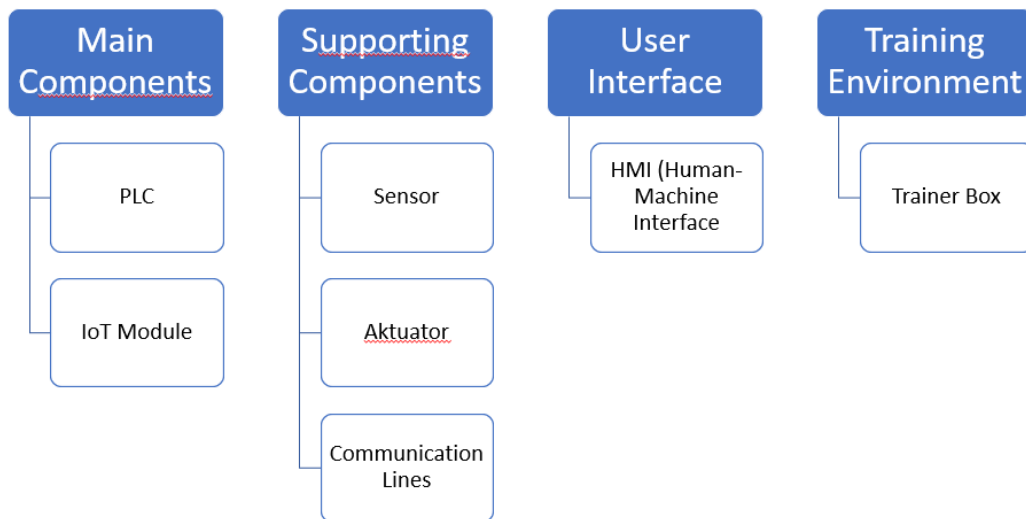 Main
Components
PLC
IoT Module
Supporting
Components
Sensor
Aktuator
Communication
Lines
User
Interface
HMI (Human-
Machine
Interface
Training
Environment
Trainer Box